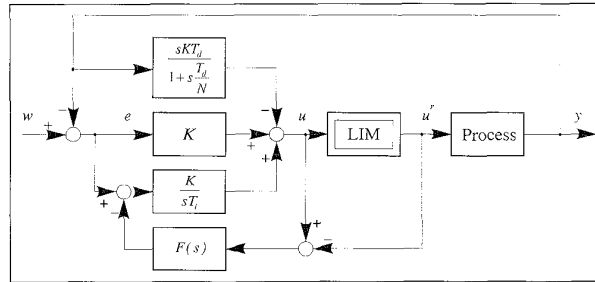 sKT_d
1+s T_d
N
w
e
K
u
LIM
u^r
Process
y
K
sT_i
F(s)